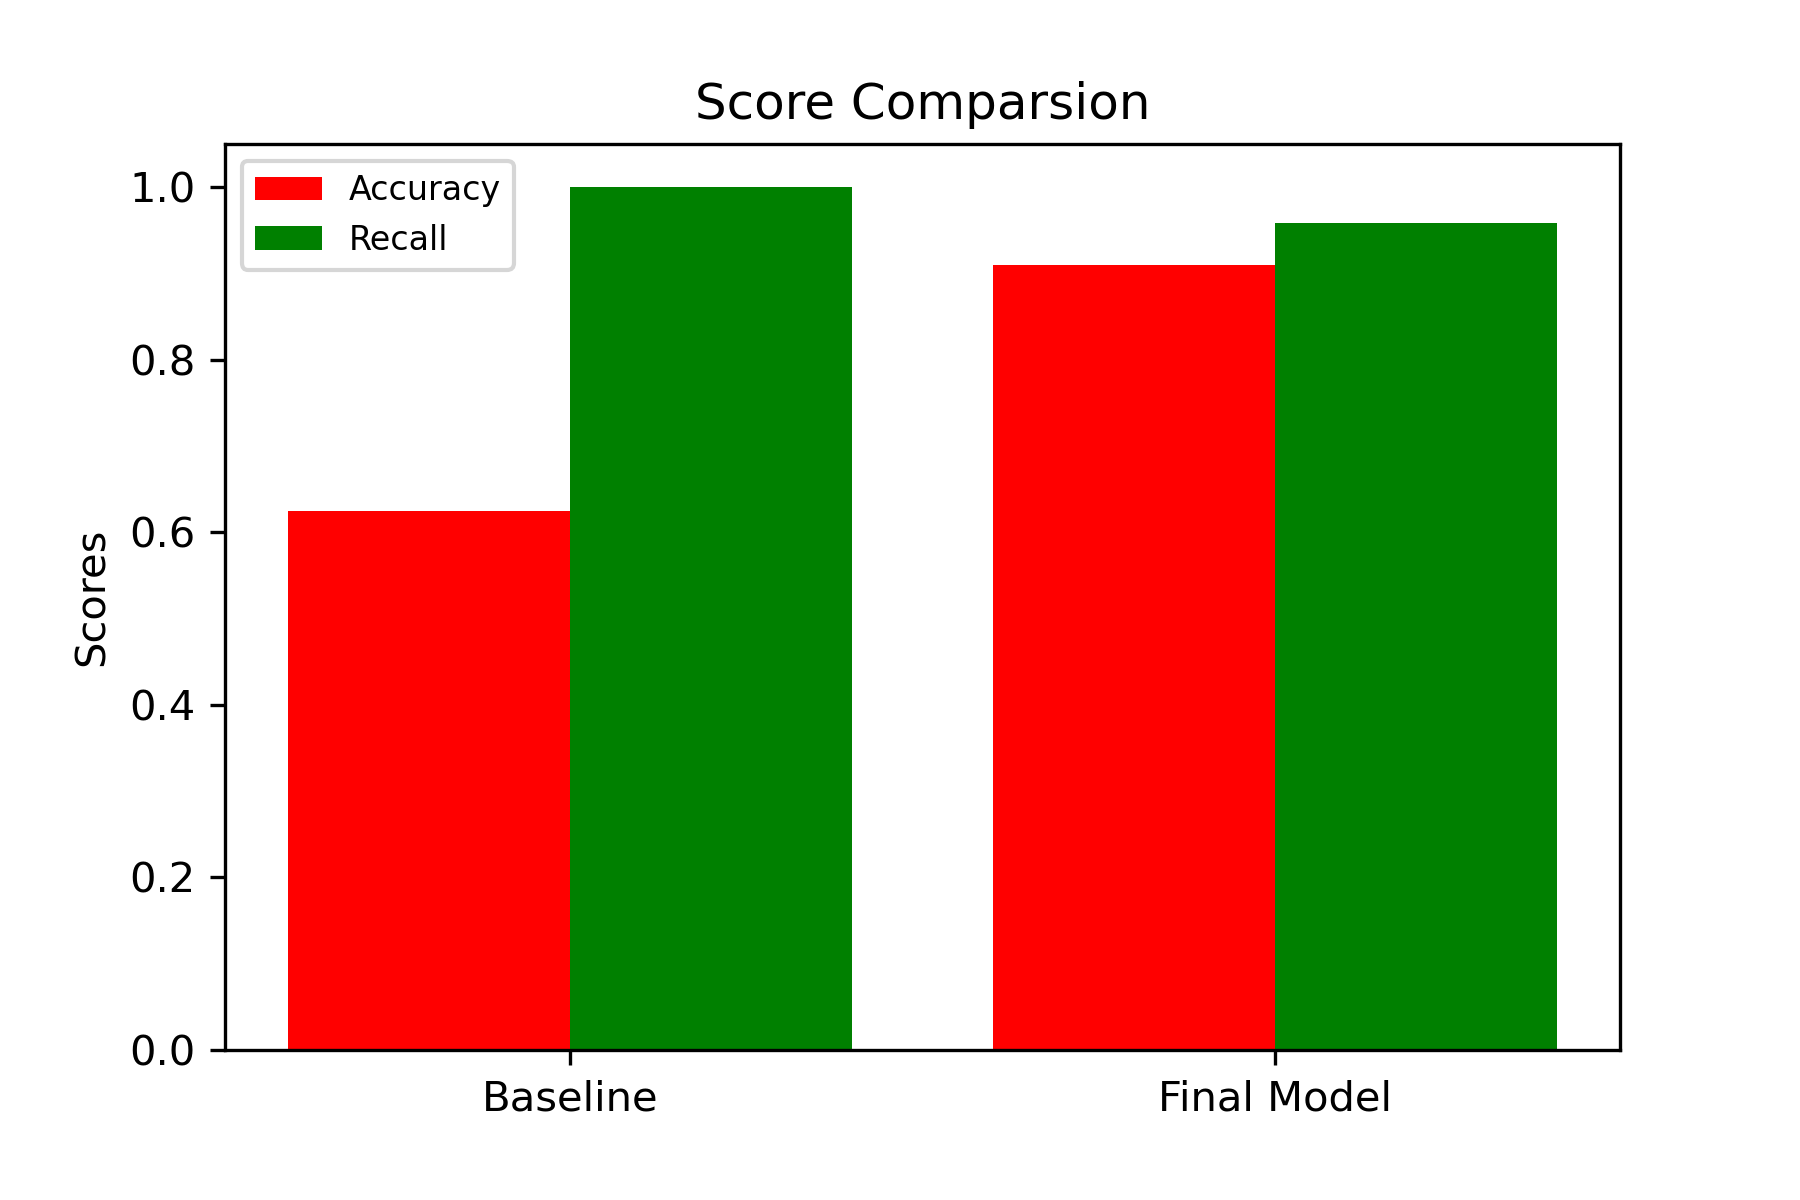 Score Comparsion
Accuracy
Recall
1.0
0.8
0.6
0.4
0.2
0.0
Scores
Baseline
Final Model